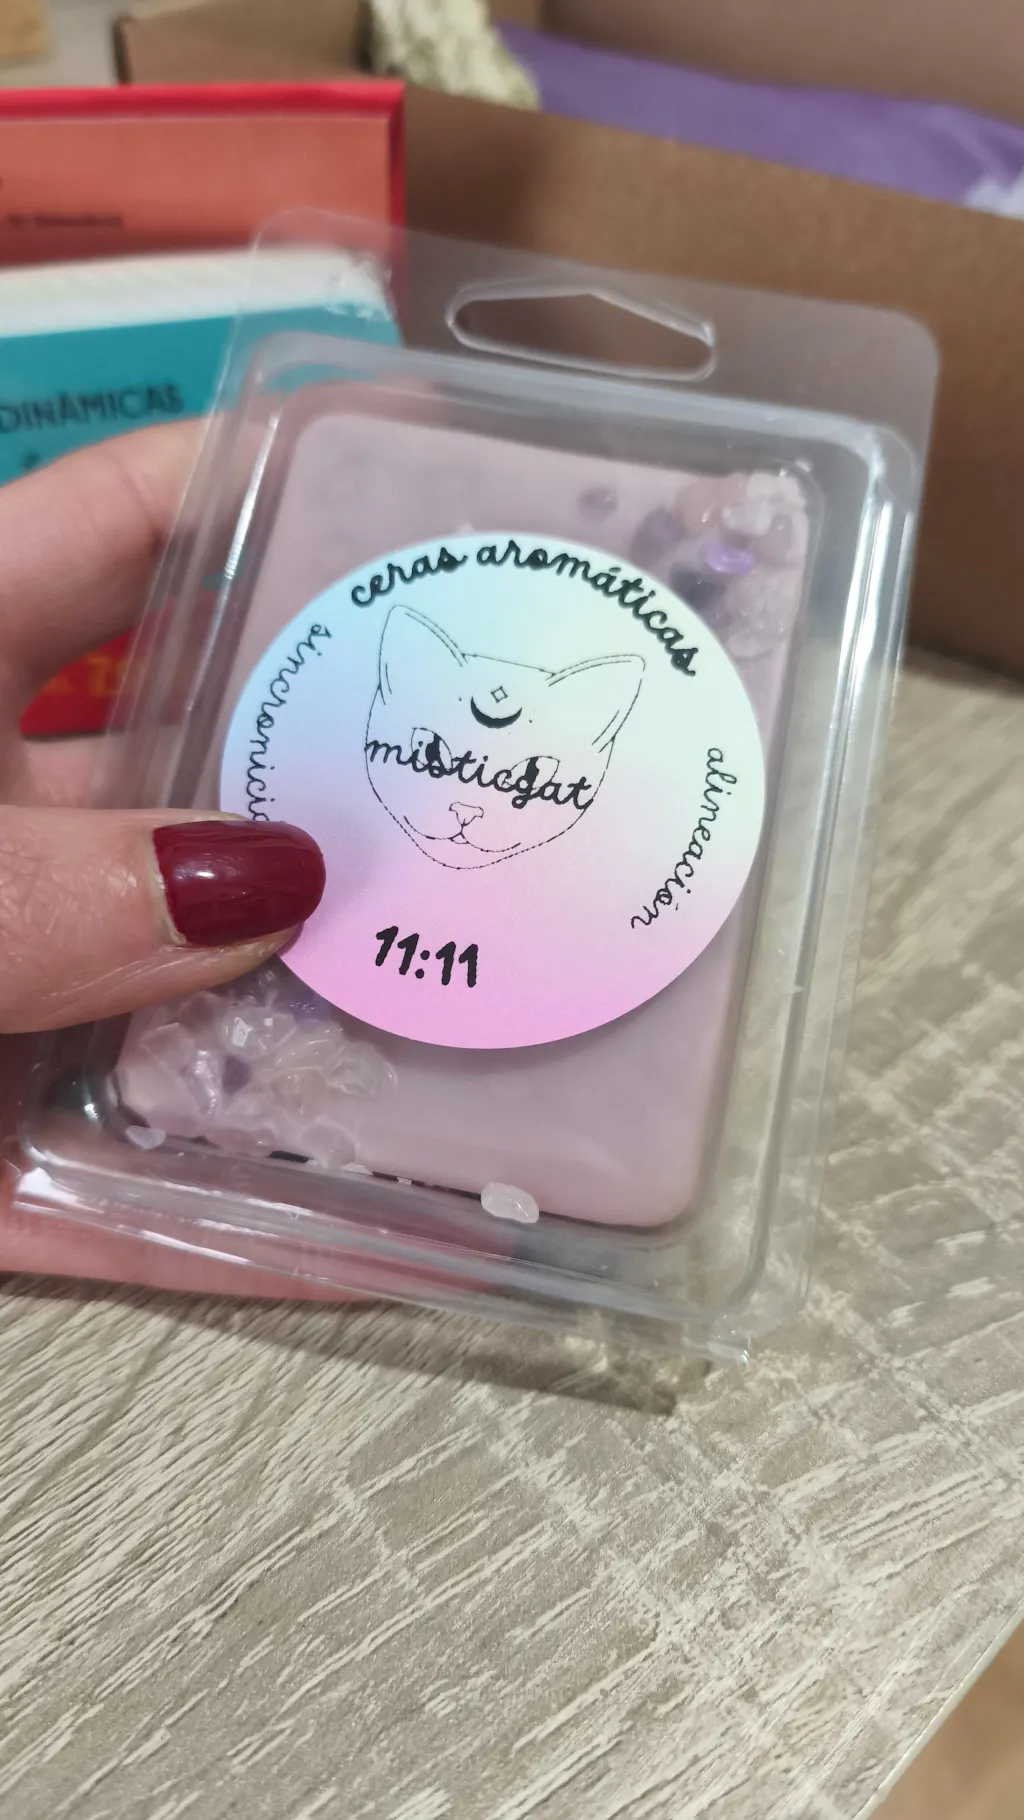 DINÁMICAS
ceras aromáticas
misticgat
alineación
11:11